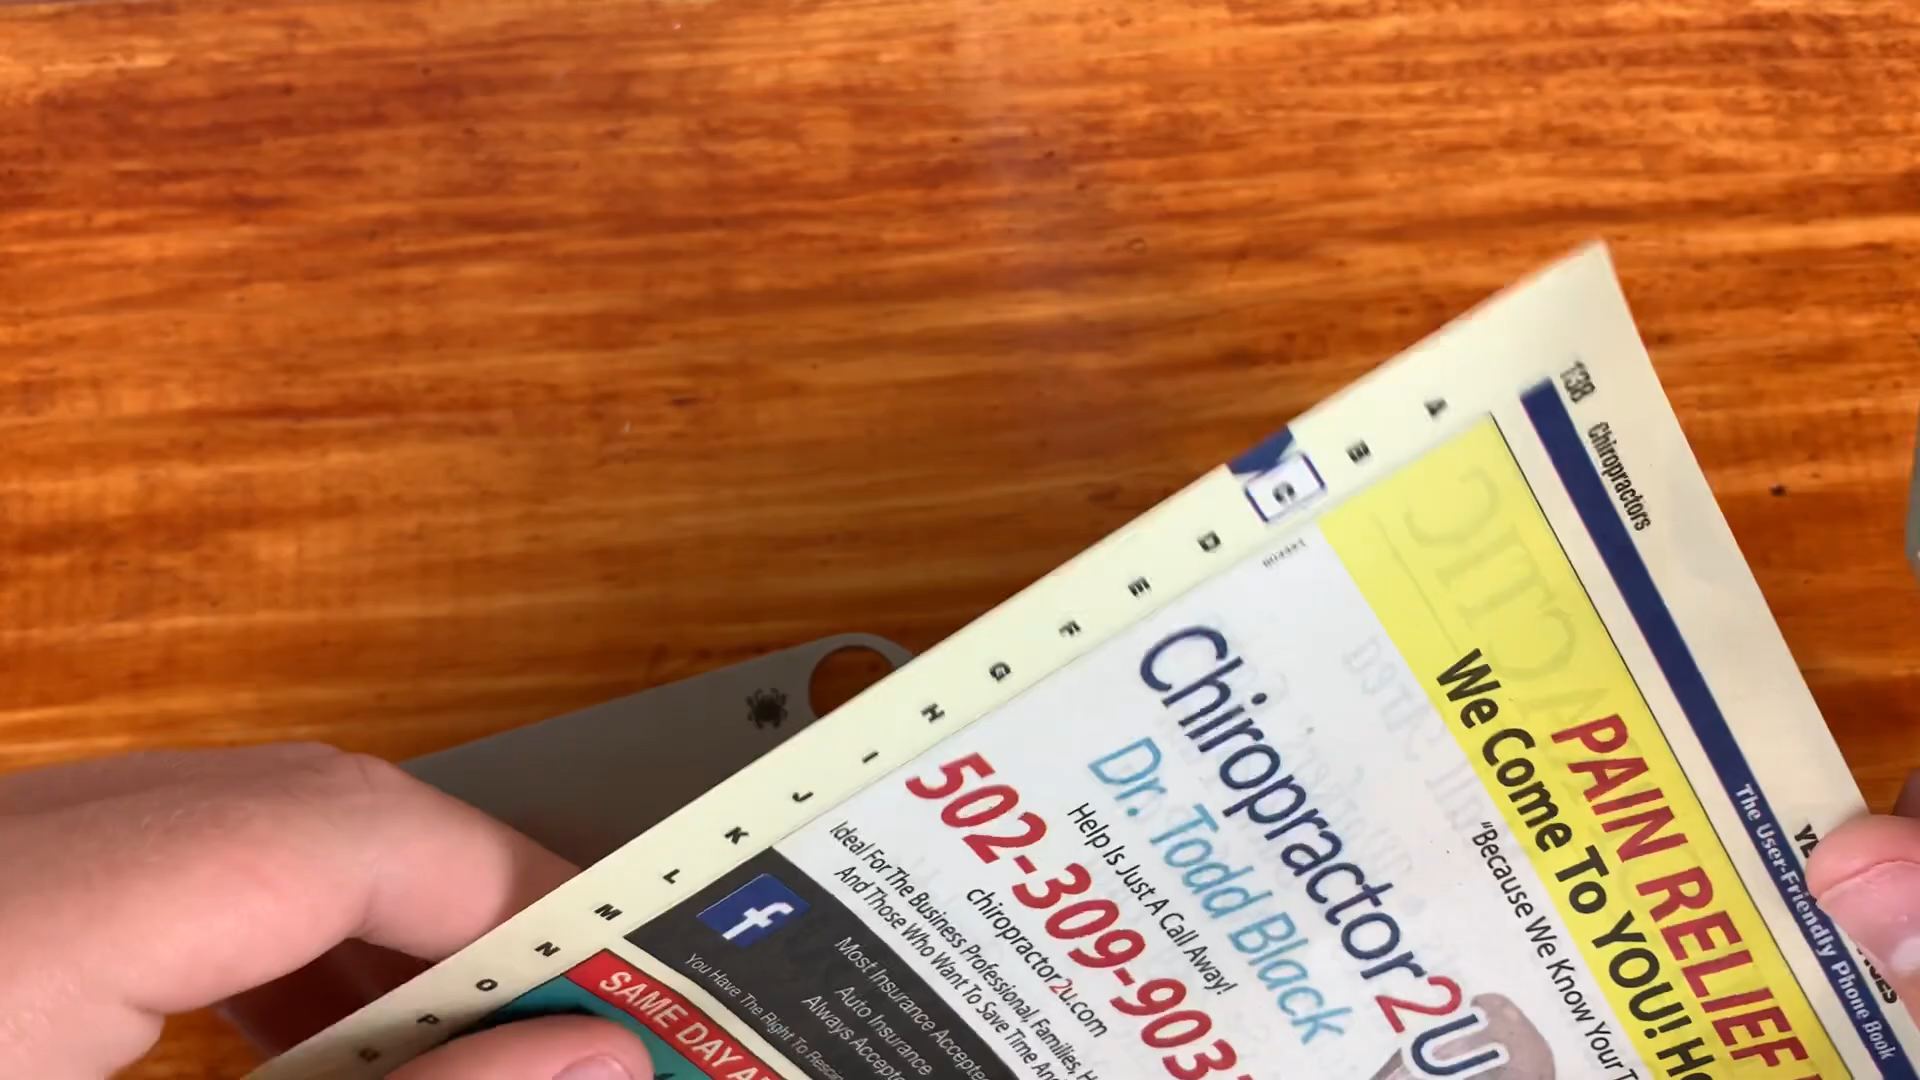 138 Chiropractors
The User-Friendly Phone Book
A
B
C
D
E
F
G
H
I
J
K
L
M
N
O
P
PAIN RELIEF
We Come To YOU!
"Because We Know Your
Chiropractor2U
Dr. Todd Black
Help Is Just A Call Away!
502-309-903
chiropractor2u.com
Ideal For The Business Professional, Families,
And Those Who Want To Save Time
f
Most Insurance Accepted
Auto Insurance
Always
You Have The Right To
SAME DAY